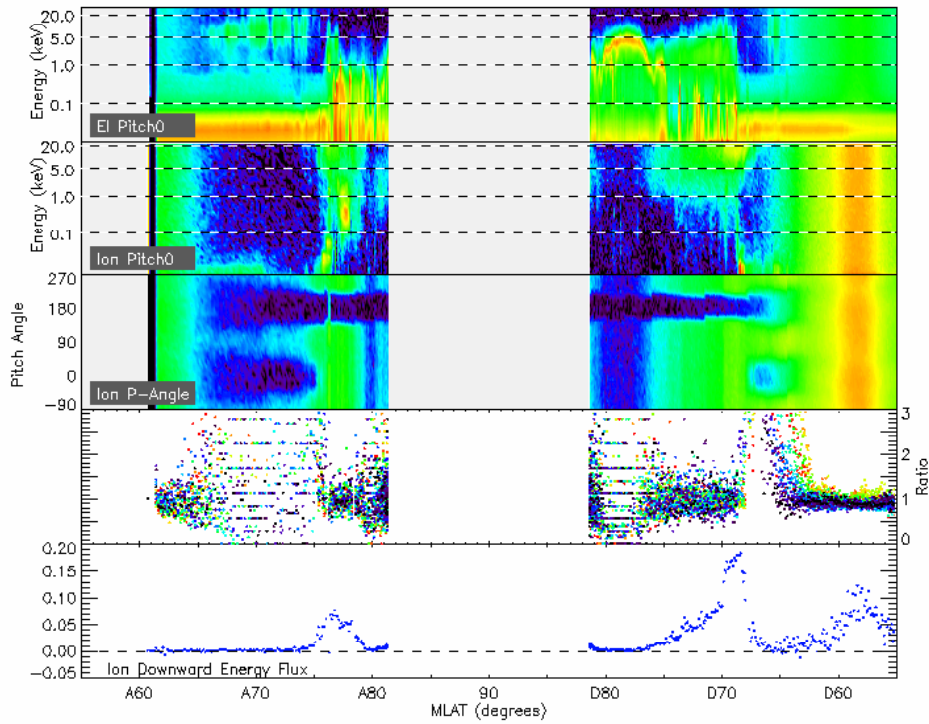 20.0
5.0
1.0
0.1
Energy (keV)
El Pitch0
20.0
5.0
1.0
0.1
Energy (keV)
Ion Pitch0
270
180
90
0
-90
Pitch Angle
Ion P-Angle
3
2
1
0
Ratio
0.20
0.15
0.10
0.05
0.00
-0.05
Ion Downward Energy Flux
A60 A70 A80 90 D80 D70 D60
MLAT (degrees)